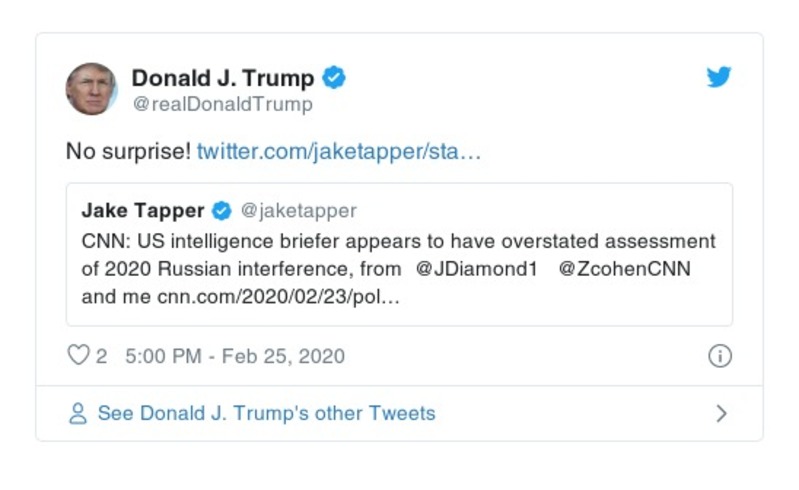 Donald J. Trump
@realDonaldTrump
No surprise! twitter.com/jaketapper/sta…
Jake Tapper @jaketapper
CNN: US intelligence briefer appears to have overstated assessment
of 2020 Russian interference, from @JDiamond1 @ZcohenCNN
and me cnn.com/2020/02/23/pol…
2 5:00 PM - Feb 25, 2020
See Donald J. Trump's other Tweets